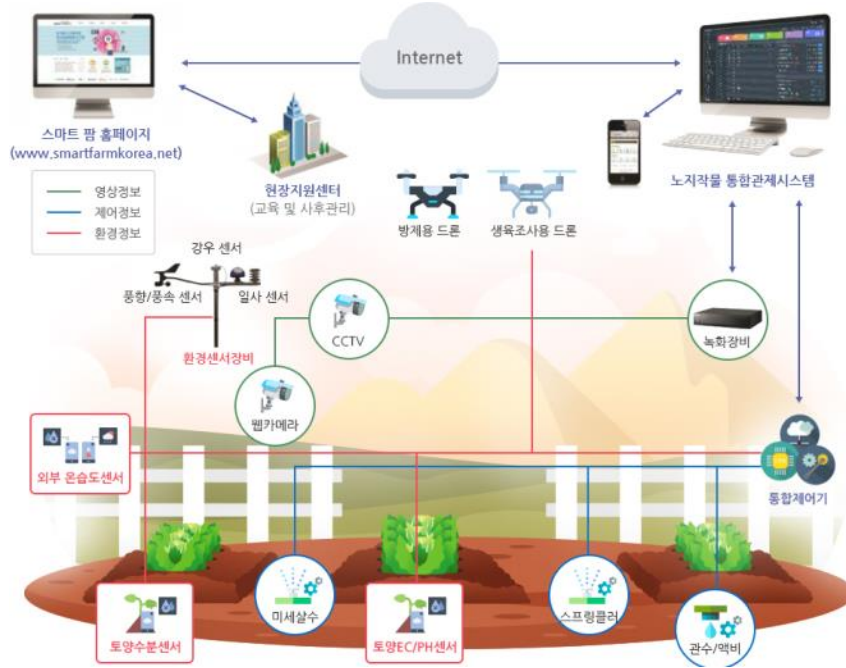 Internet
스마트 팜 홈페이지
(www.smartfarmkorea.net)
현장지원센터
(교육 및 사후관리)
노지작물 통합관제시스템
영상정보
제어정보
환경정보
방제용 드론
생육조사용 드론
강우 센서
풍향/풍속 센서
일사 센서
환경센서장비
CCTV
녹화장비
웹카메라
외부 온습도센서
통합제어기
미세살수
스프링클러
토양수분센서
토양EC/PH센서
관수/액비